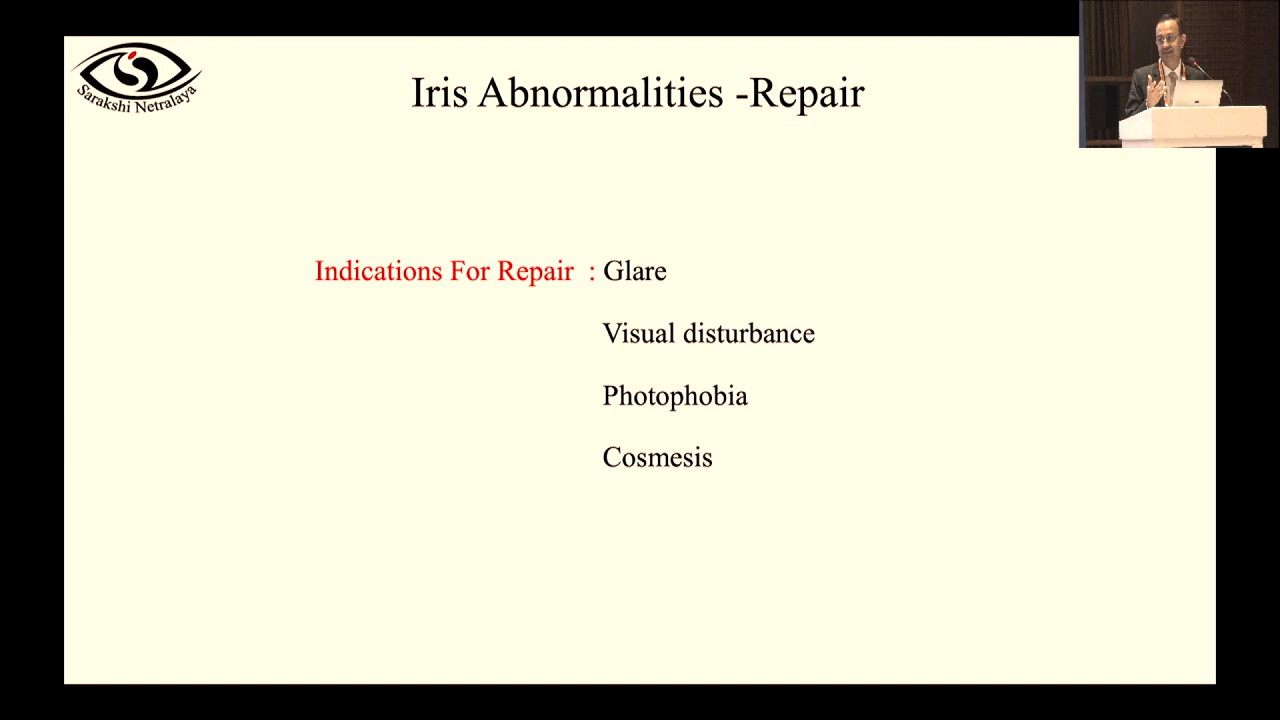 Sarakshi Netralaya
Iris Abnormalities -Repair
Indications For Repair : Glare
Visual disturbance
Photophobia
Cosmesis